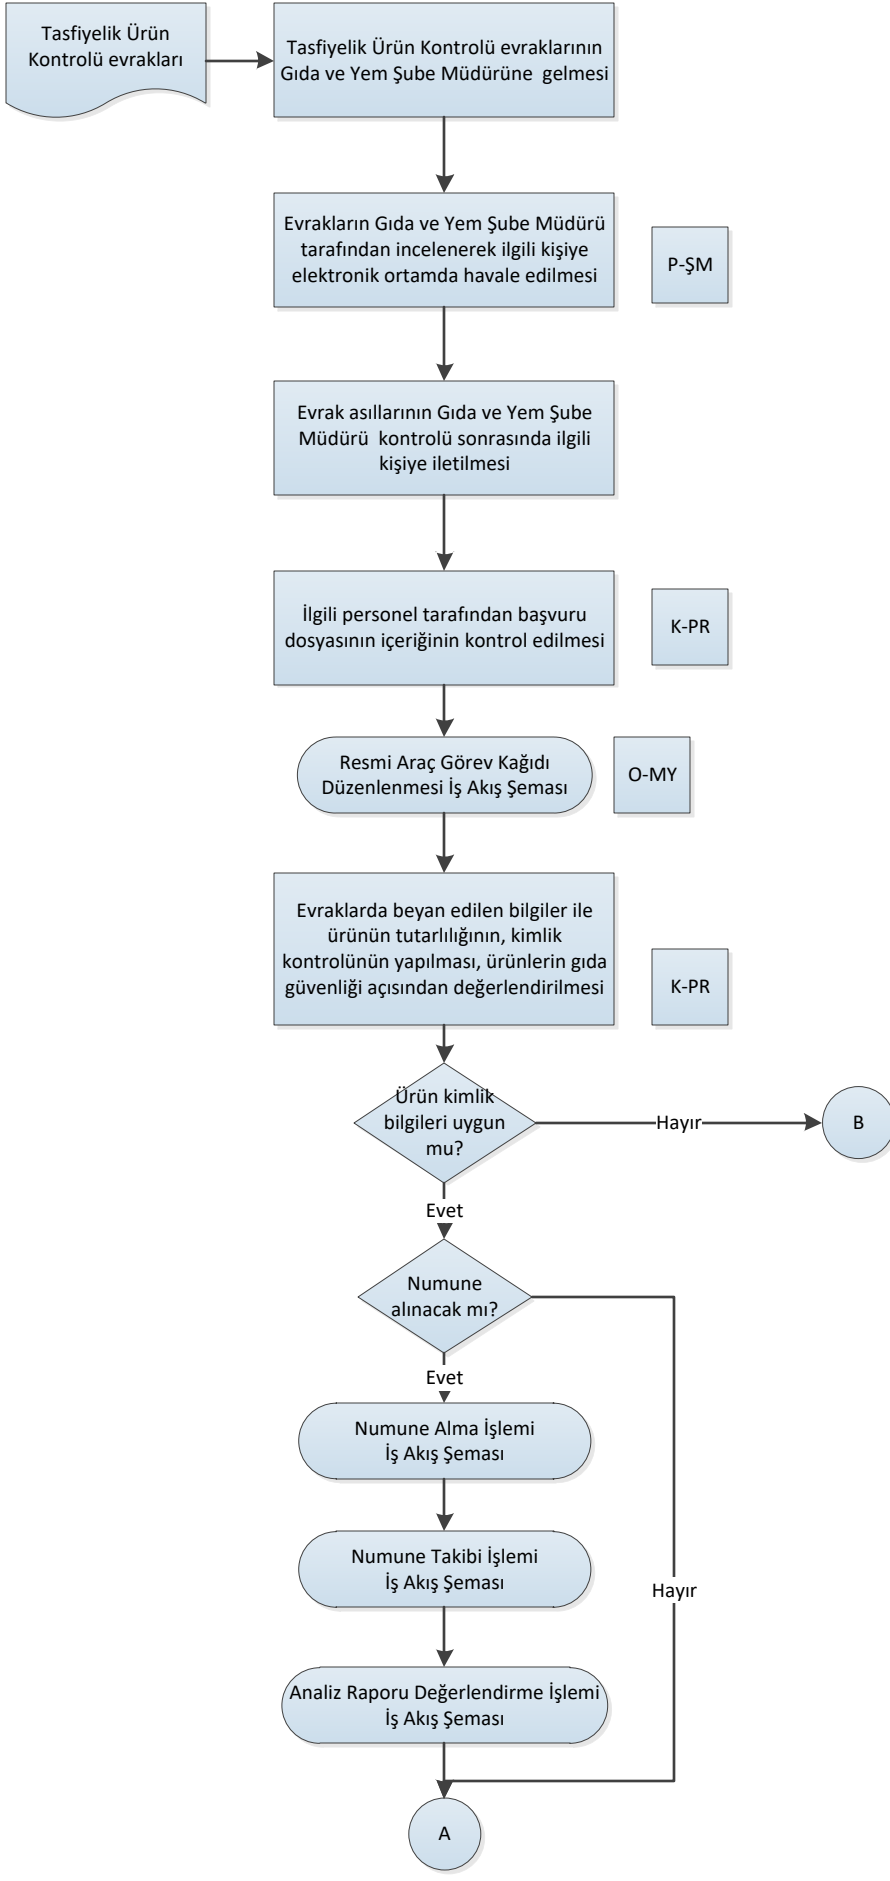 Tasfiyelik Ürün
Kontrolü evrakları
Tasfiyelik Ürün Kontrolü evraklarının
Gıda ve Yem Şube Müdürüne gelmesi
Evrakların Gıda ve Yem Şube Müdürü
tarafından incelenerek ilgili kişiye
elektronik ortamda havale edilmesi
P-ŞM
Evrak asıllarının Gıda ve Yem Şube
Müdürü kontrolü sonrasında ilgili
kişiye iletilmesi
İlgili personel tarafından başvuru
dosyasının içeriğinin kontrol edilmesi
K-PR
Resmi Araç Görev Kağıdı
Düzenlenmesi İş Akış Şeması
O-MY
Evraklarda beyan edilen bilgiler ile
ürünün tutarlılığının, kimlik
kontrolünün yapılması, ürünlerin gıda
güvenliği açısından değerlendirilmesi
K-PR
Ürün kimlik
bilgileri uygun
mu?
Hayır
B
Evet
Numune
alınacak mı?
Evet
Numune Alma İşlemi
İş Akış Şeması
Numune Takibi İşlemi
İş Akış Şeması
Hayır
Analiz Raporu Değerlendirme İşlemi
İş Akış Şeması
A